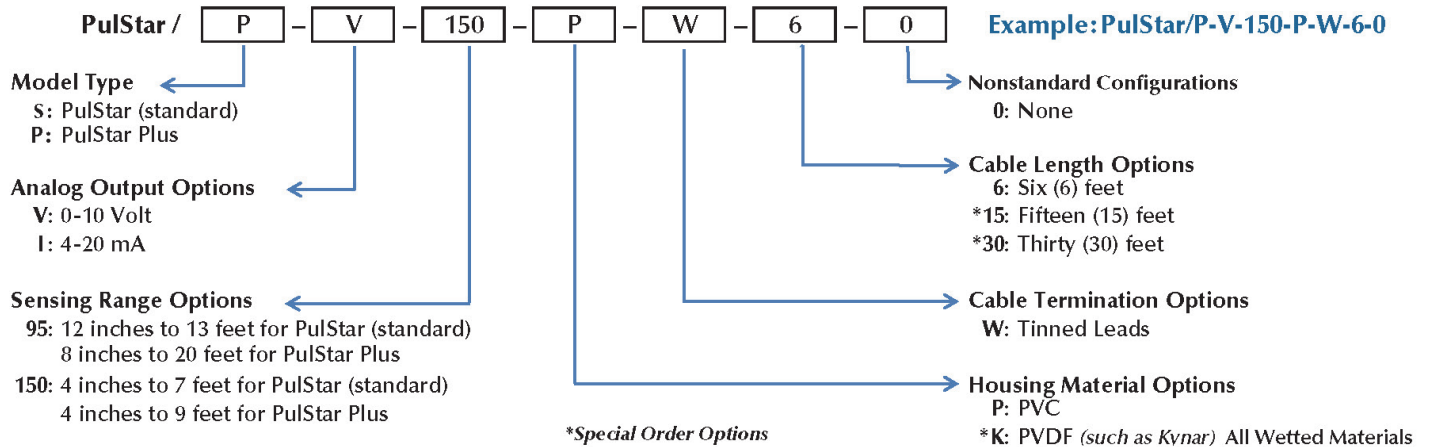 PulStar / P – V – 150 – P – W – 6 – 0 Example: PulStar/P-V-150-P-W-6-0
Model Type
S: PulStar (standard)
P: PulStar Plus
Analog Output Options
V: 0-10 Volt
I: 4-20 mA
Sensing Range Options
95: 12 inches to 13 feet for PulStar (standard)
8 inches to 20 feet for PulStar Plus
150: 4 inches to 7 feet for PulStar (standard)
4 inches to 9 feet for PulStar Plus
Nonstandard Configurations
0: None
Cable Length Options
6: Six (6) feet
*15: Fifteen (15) feet
*30: Thirty (30) feet
Cable Termination Options
W: Tinned Leads
Housing Material Options
P: PVC
*K: PVDF (such as Kynar) All Wetted Materials
*Special Order Options